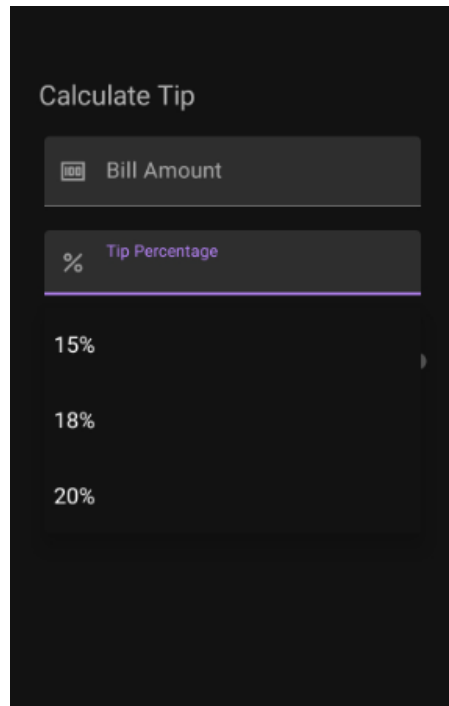 Calculate Tip
Bill Amount
Tip Percentage
15%
18%
20%